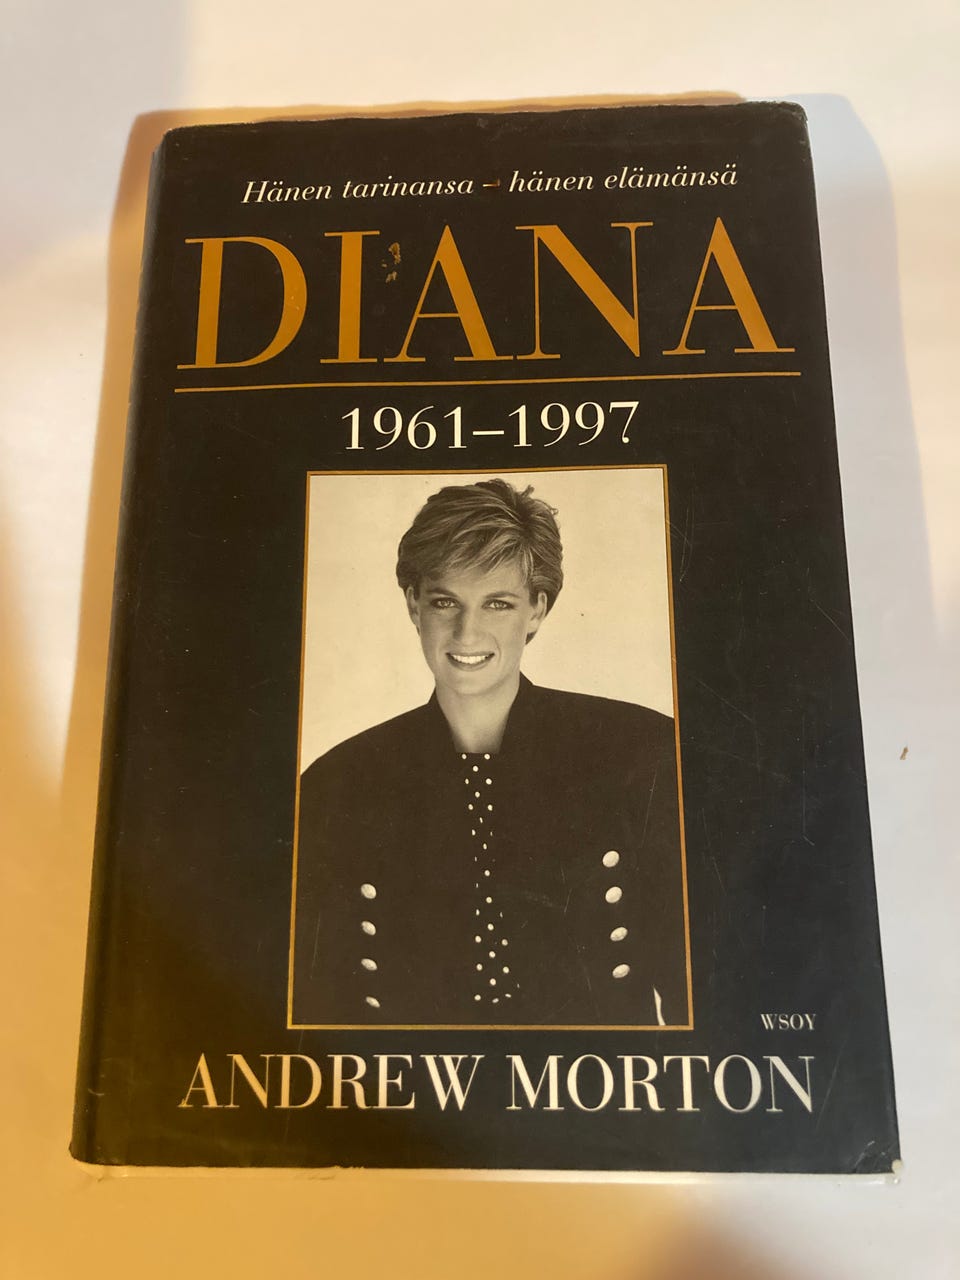 Hänen tarinansa – hänen elämänsä
DIANA
1961–1997
WSOY
ANDREW MORTON